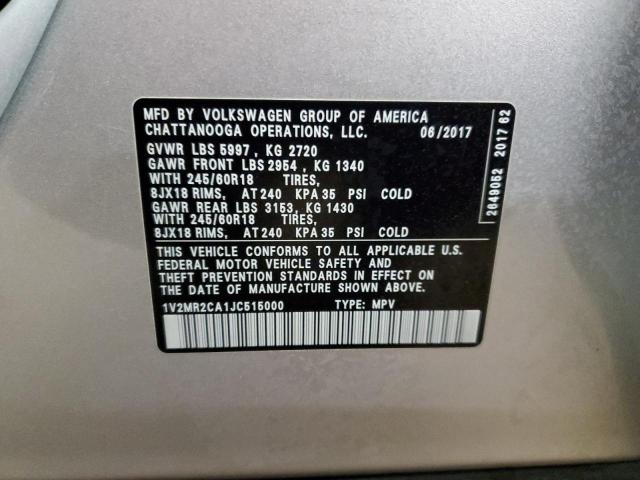 MFD BY VOLKSWAGEN GROUP OF AMERICA
CHATTANOOGA OPERATIONS, LLC. 06/2017
GVWR LBS 5997, KG 2720
GAWR FRONT LBS 2954, KG 1340
WITH 245/60R18 TIRES,
8JX18 RIMS, AT 240 KPA 35 PSI COLD
GAWR REAR LBS 3153, KG 1430
WITH 245/60R18 TIRES,
8JX18 RIMS, AT 240 KPA 35 PSI COLD
THIS VEHICLE CONFORMS TO ALL APPLICABLE U.S.
FEDERAL MOTOR VEHICLE SAFETY AND
THEFT PREVENTION STANDARDS IN EFFECT ON
THE DATE OF MANUFACTURE SHOWN ABOVE.
1V2MR2CA1JC515000 TYPE: MPV
2649052 2017 62